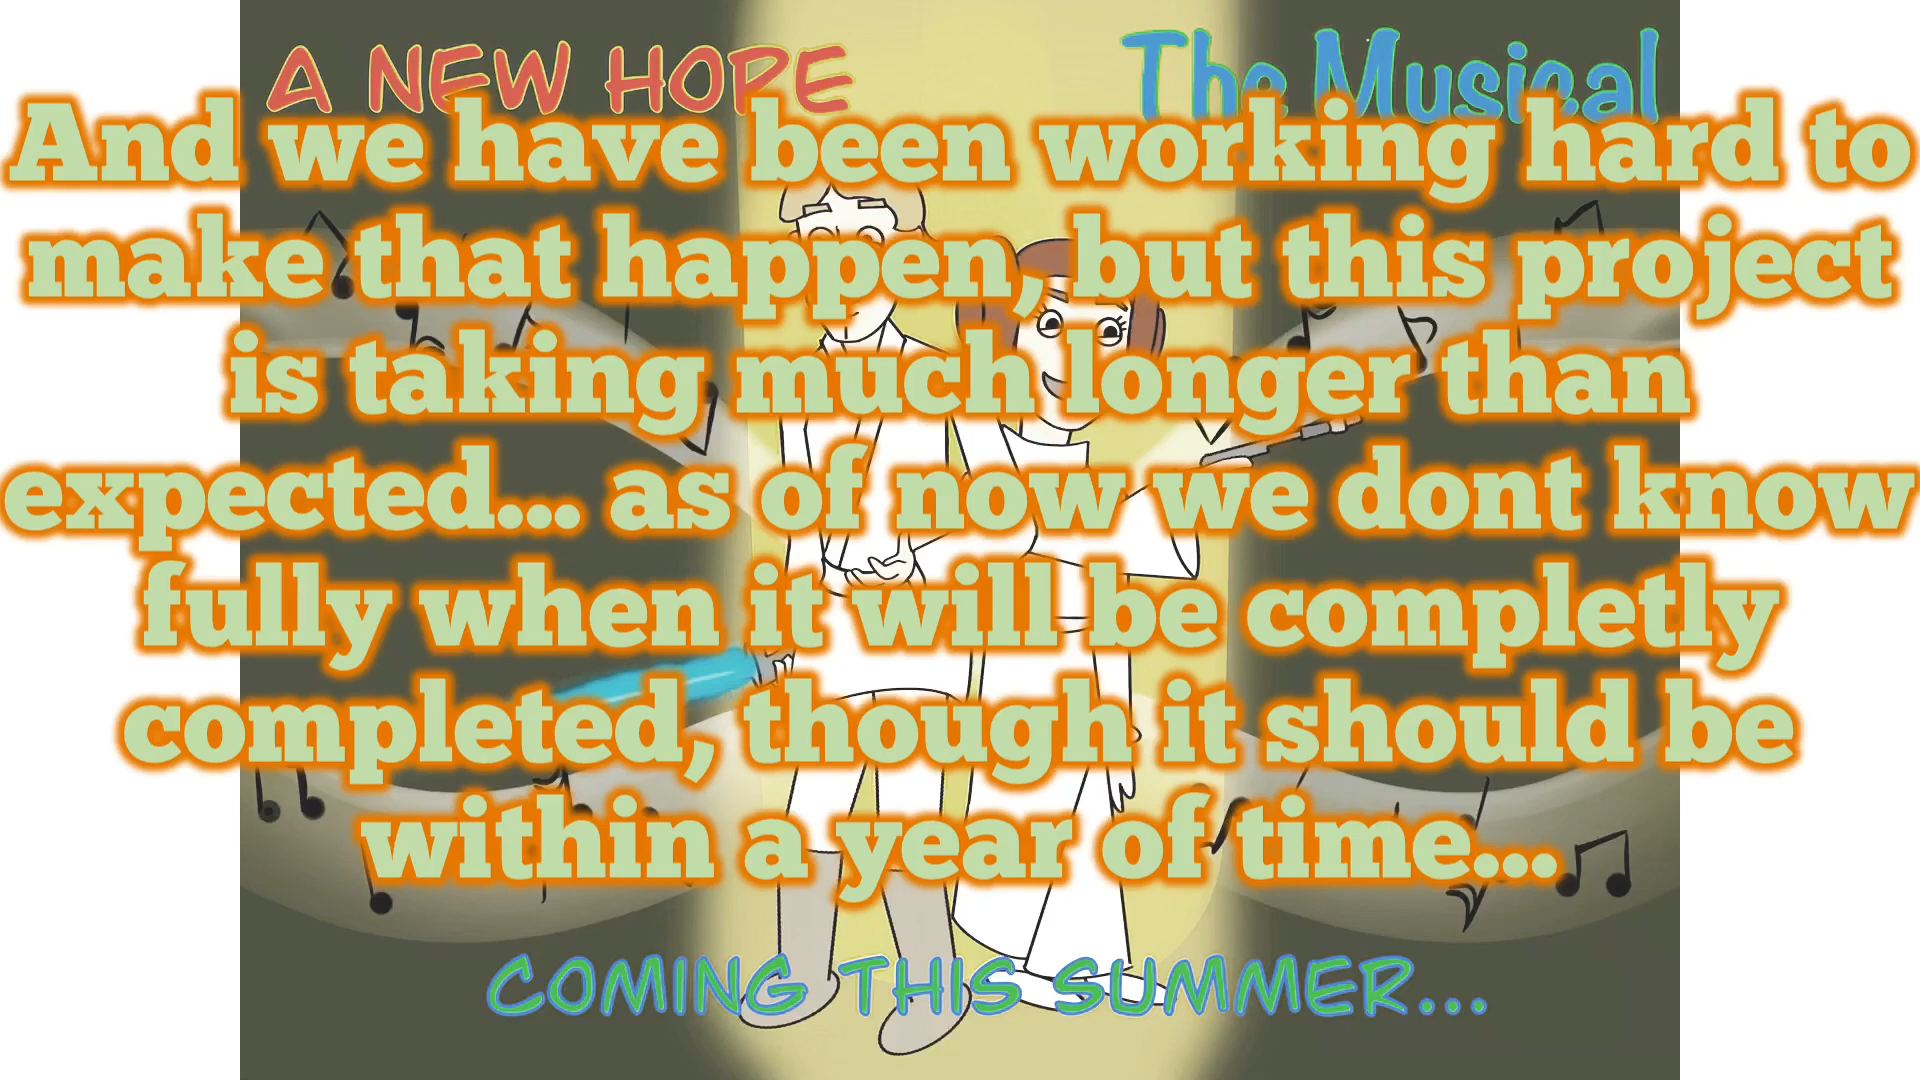 A NEW HOPE
The Musical
And we have been working hard to
make that happen, but this project
is taking much longer than
expected... as of now we dont know
fully when it will be completly
completed, though it should be
within a year of time...
COMING THIS SUMMER...